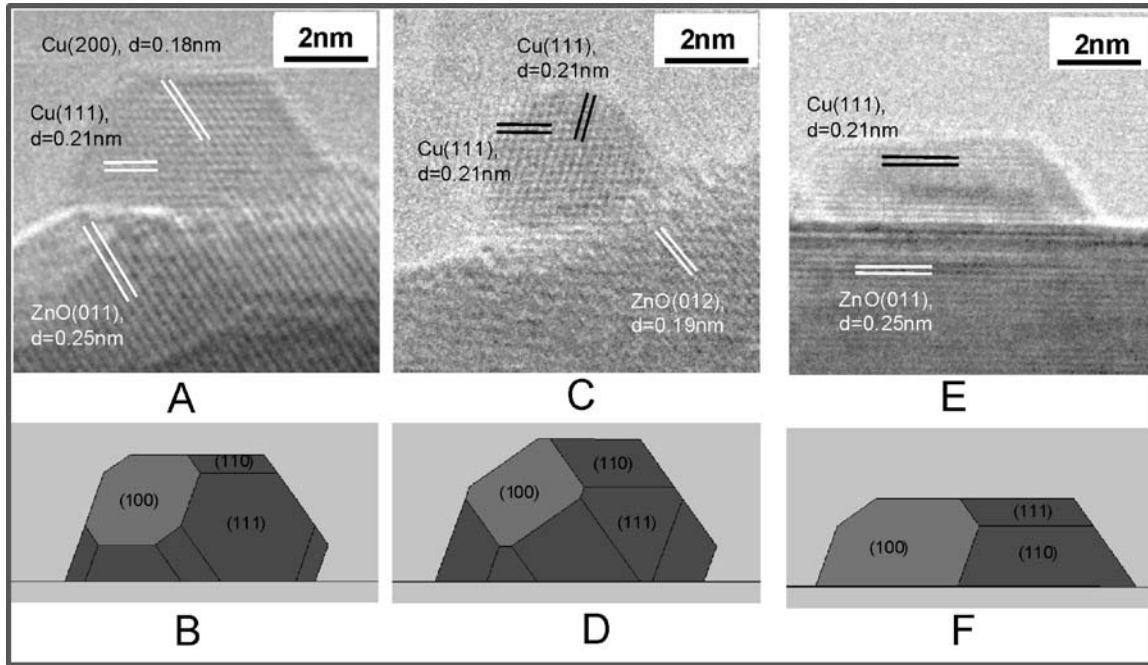 Cu(200), d=0.18nm
2nm
Cu(111),
d=0.21nm
ZnO(011),
d=0.25nm
A
Cu(111),
d=0.21nm
2nm
Cu(111),
d=0.21nm
ZnO(012),
d=0.19nm
C
2nm
Cu(111),
d=0.21nm
ZnO(011),
d=0.25nm
E
(100)
(110)
(111)
B
(100)
(110)
(111)
D
(100)
(111)
(110)
F